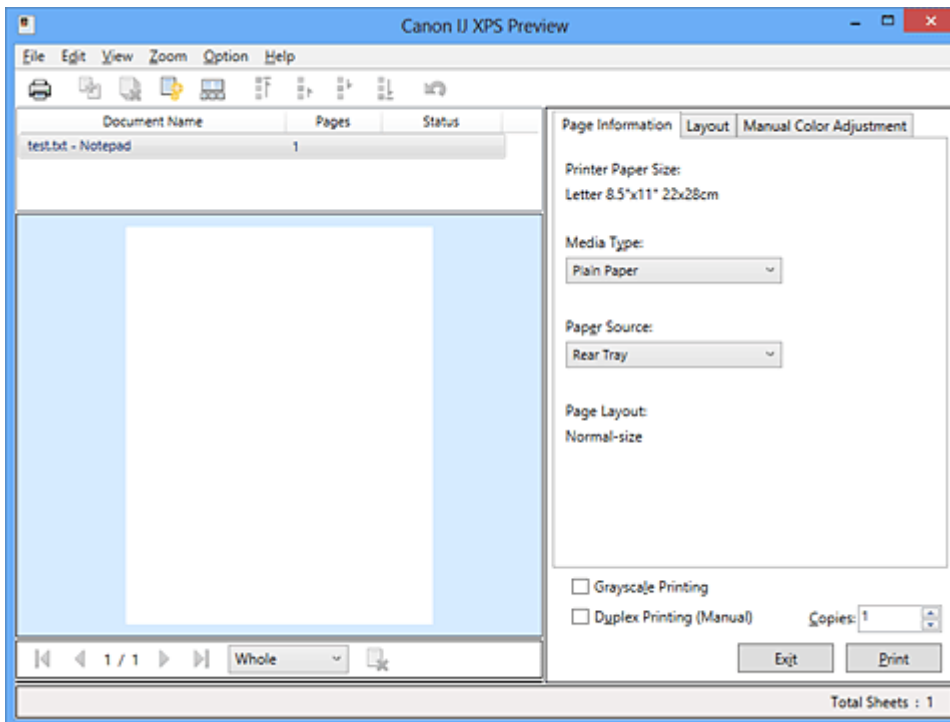 Canon IJ XPS Preview
File Edit View Zoom Option Help
Document Name Pages Status
test.txt - Notepad 1
Page Information Layout Manual Color Adjustment
Printer Paper Size:
Letter 8.5"x11" 22x28cm
Media Type:
Plain Paper
Paper Source:
Rear Tray
Page Layout:
Normal-size
Grayscale Printing
Duplex Printing (Manual) Copies: 1
1 / 1 Whole
Exit Print
Total Sheets : 1